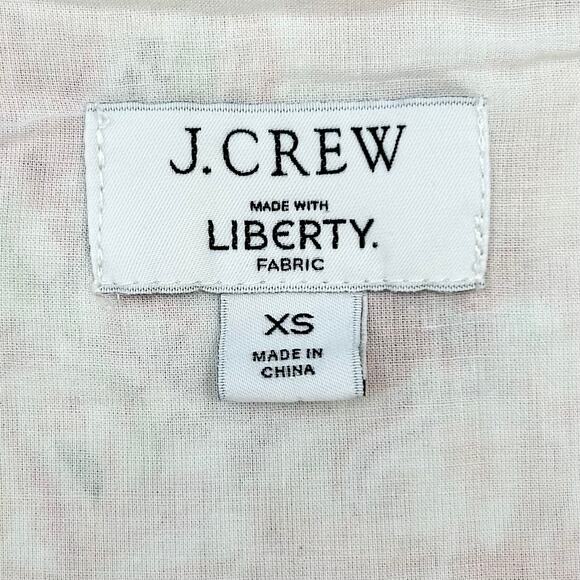 J.CREW
MADE WITH
LIBERTY.
FABRIC
XS
MADE IN
CHINA